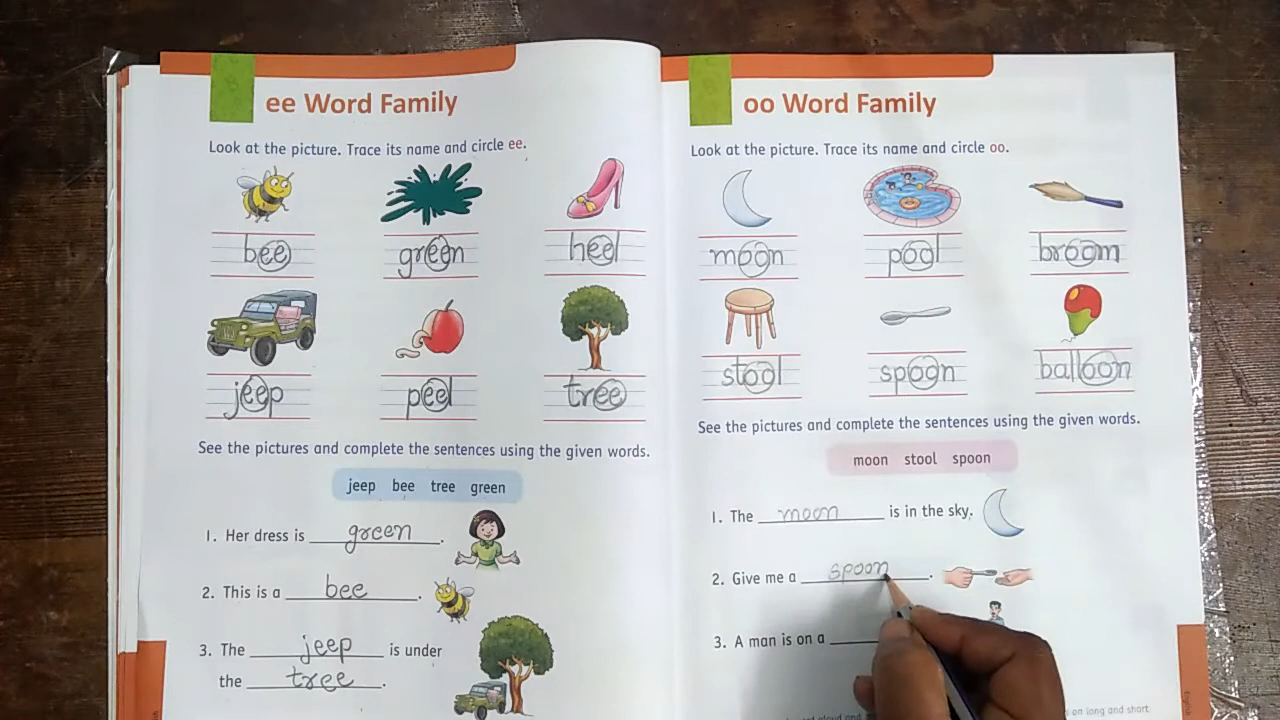 ee Word Family
Look at the picture. Trace its name and circle ee.
bee green heel
jeep peel tree
See the pictures and complete the sentences using the given words.
jeep bee tree green
1. Her dress is green.
2. This is a bee.
3. The jeep is under
the tree.
oo Word Family
Look at the picture. Trace its name and circle oo.
moon pool broom
stool spoon balloon
See the pictures and complete the sentences using the given words.
moon stool spoon
1. The moon is in the sky.
2. Give me a spoon.
3. A man is on a
on long and short
English